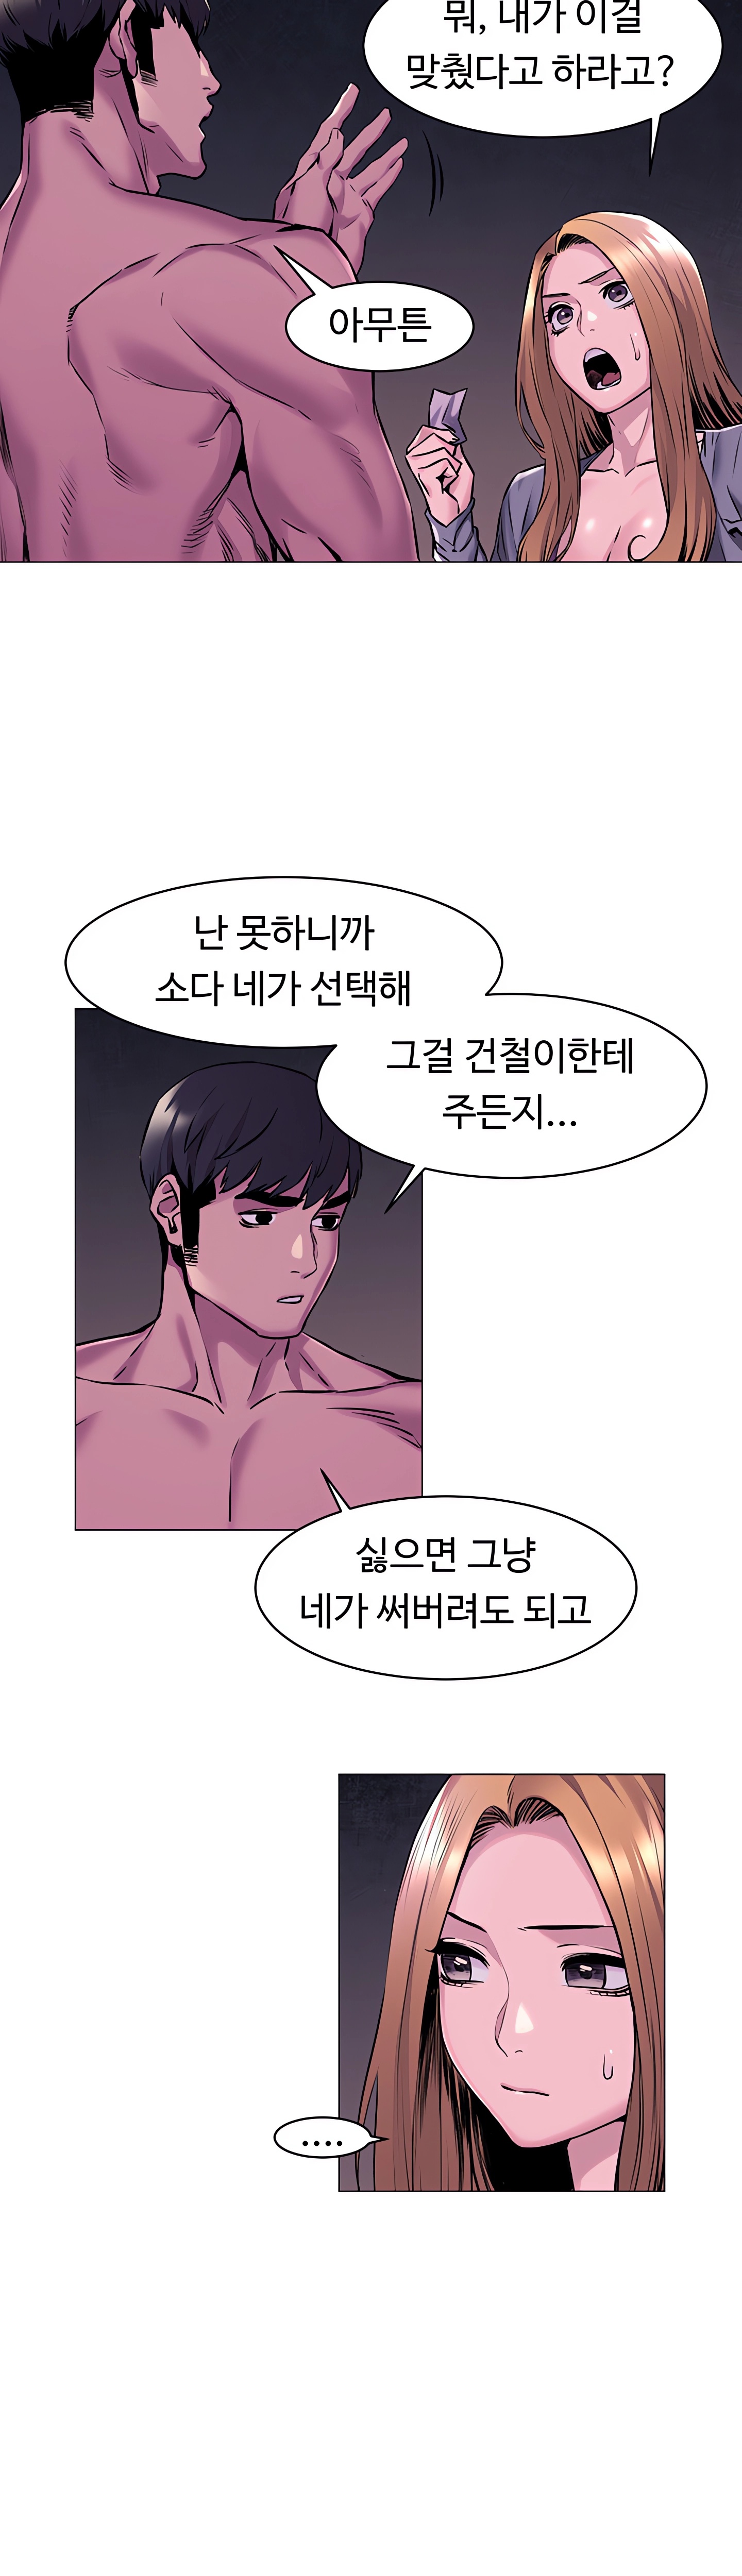 뭐, 내가 이걸
맞췄다고 하라고?
아무튼
난 못하니까
소다 네가 선택해
그걸 건철이한테
주든지...
싫으면 그냥
네가 써버려도 되고
....